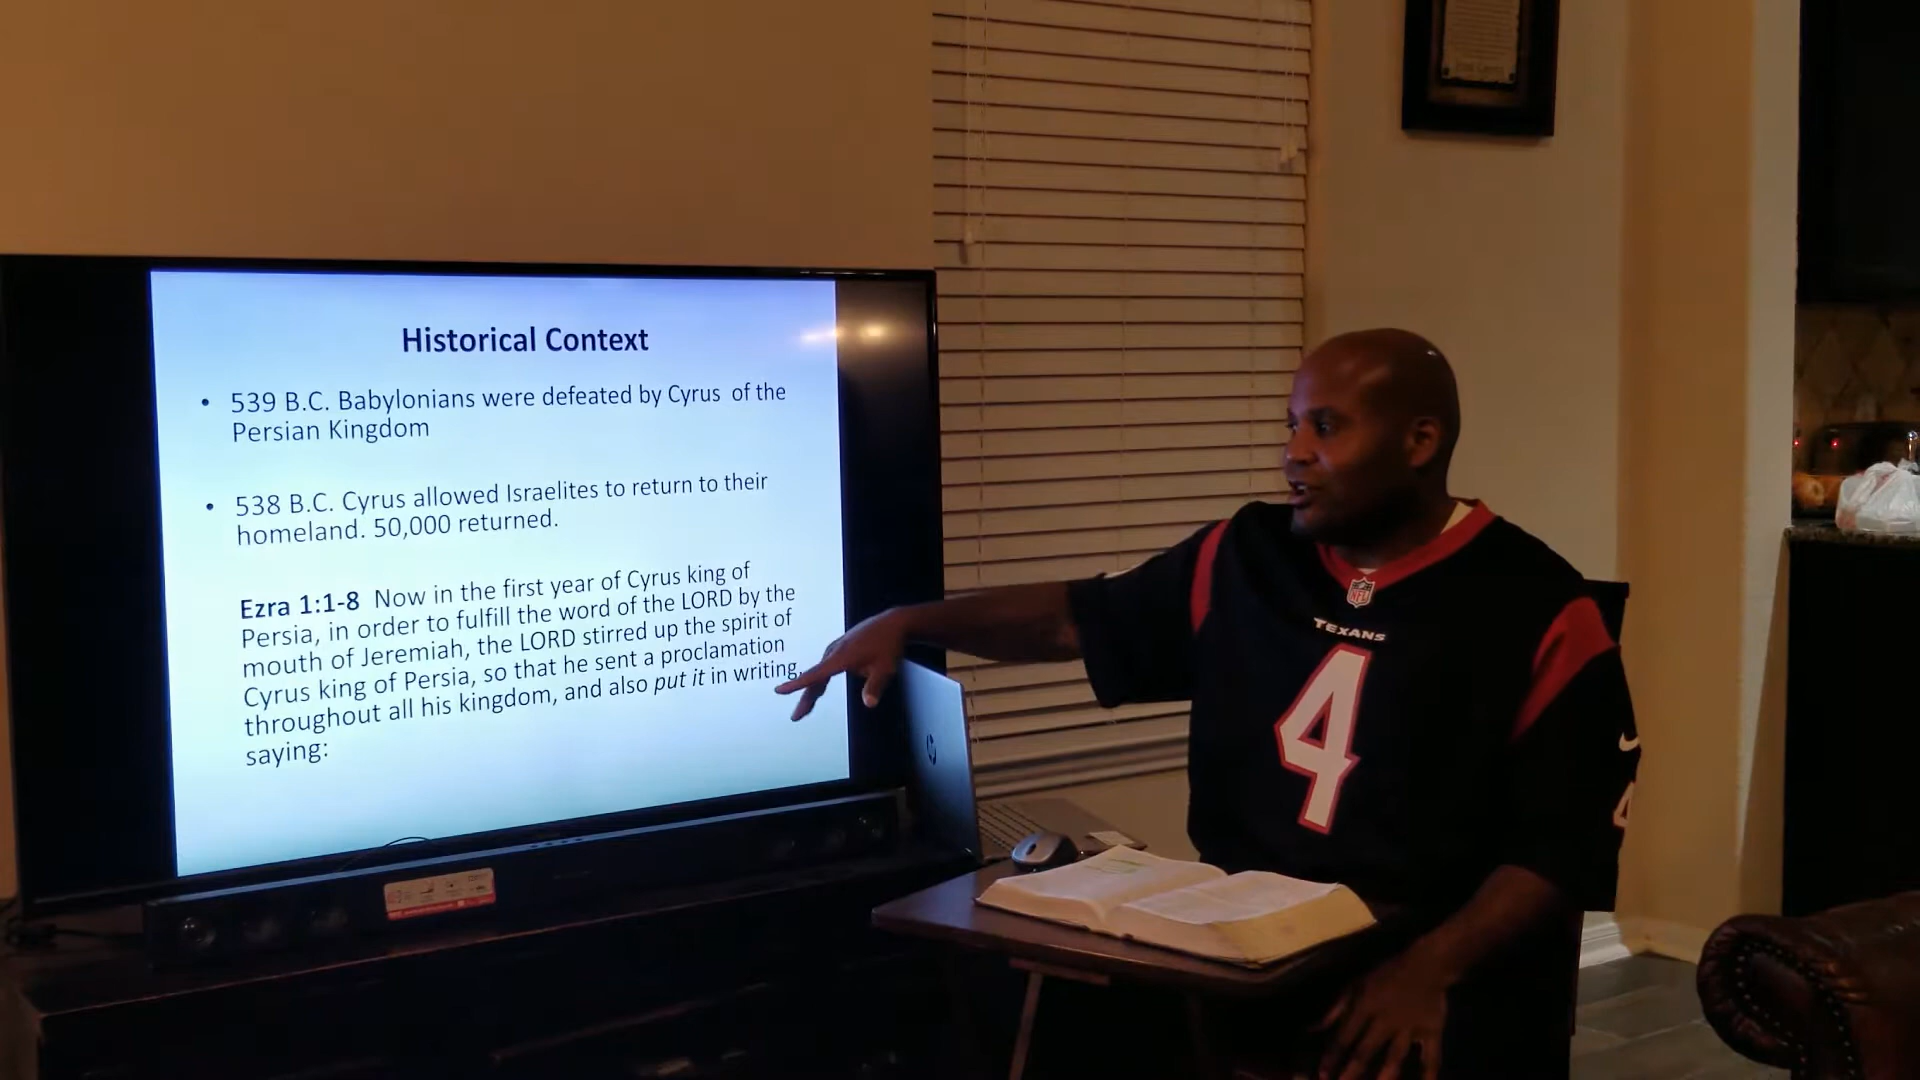 Historical Context
• 539 B.C. Babylonians were defeated by Cyrus of the
Persian Kingdom
• 538 B.C. Cyrus allowed Israelites to return to their
homeland. 50,000 returned.
Ezra 1:1-8 Now in the first year of Cyrus king of
Persia, in order to fulfill the word of the LORD by the
mouth of Jeremiah, the LORD stirred up the spirit of
Cyrus king of Persia, so that he sent a proclamation
throughout all his kingdom, and also put it in writing,
saying:
NFL
TEXANS
4
hp
4